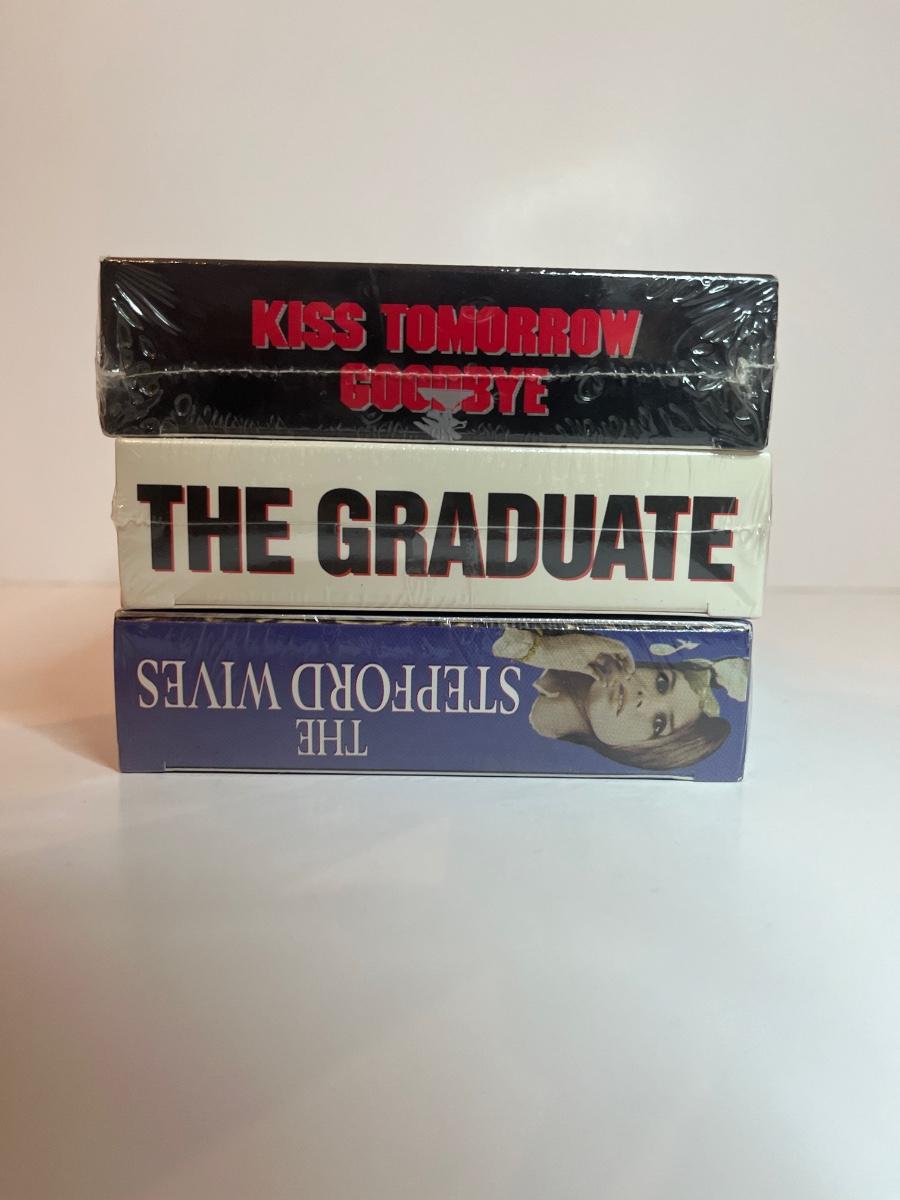 KISS TOMORROW
GOODBYE
THE GRADUATE
THE
STEPFORD WIVES